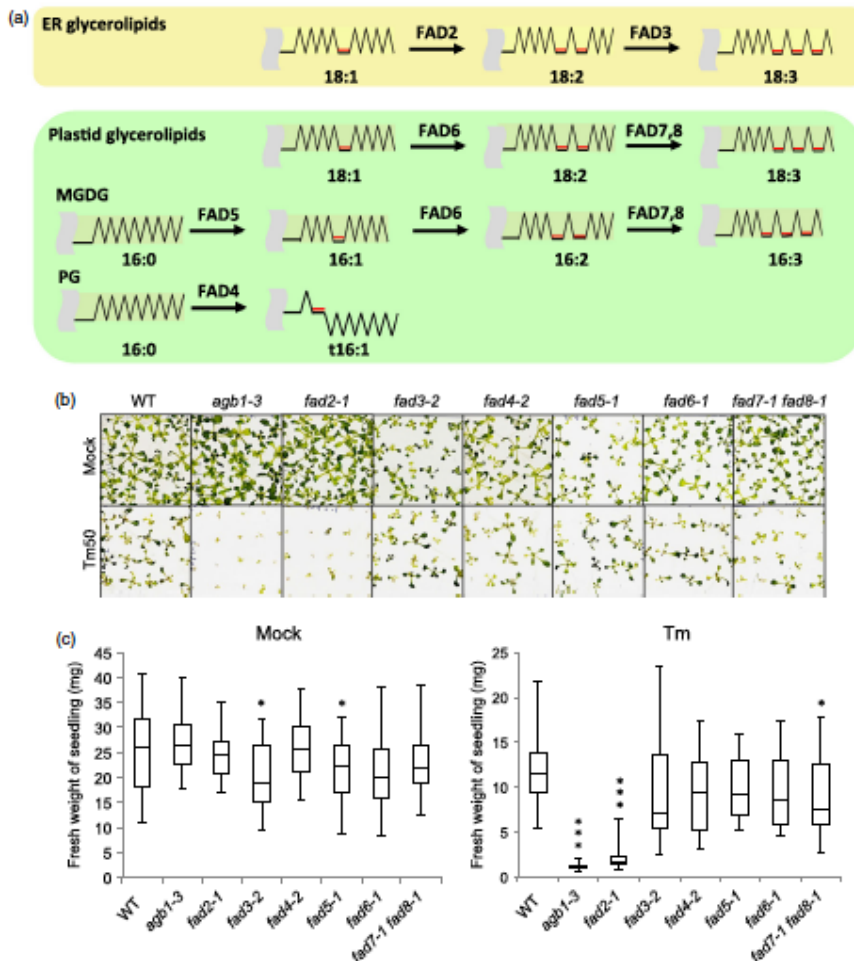 (a)
ER glycerolipids
FAD2 FAD3
18:1 18:2 18:3
Plastid glycerolipids
FAD6 FAD7,8
18:1 18:2 18:3
MGDG
FAD5 FAD6 FAD7,8
16:0 16:1 16:2 16:3
PG
FAD4
16:0 t16:1
(b) WT agb1-3 fad2-1 fad3-2 fad4-2 fad5-1 fad6-1 fad7-1 fad8-1
Mock
Tm50
(c) Mock Tm
Fresh weight of seedling (mg)
45
40
35
30
25
20
15
10
5
0
* *
WT agb1-3 fad2-1 fad3-2 fad4-2 fad5-1 fad6-1 fad7-1 fad8-1
Fresh weight of seedling (mg)
25
20
15
10
5
0
*** *** *
WT agb1-3 fad2-1 fad3-2 fad4-2 fad5-1 fad6-1 fad7-1 fad8-1